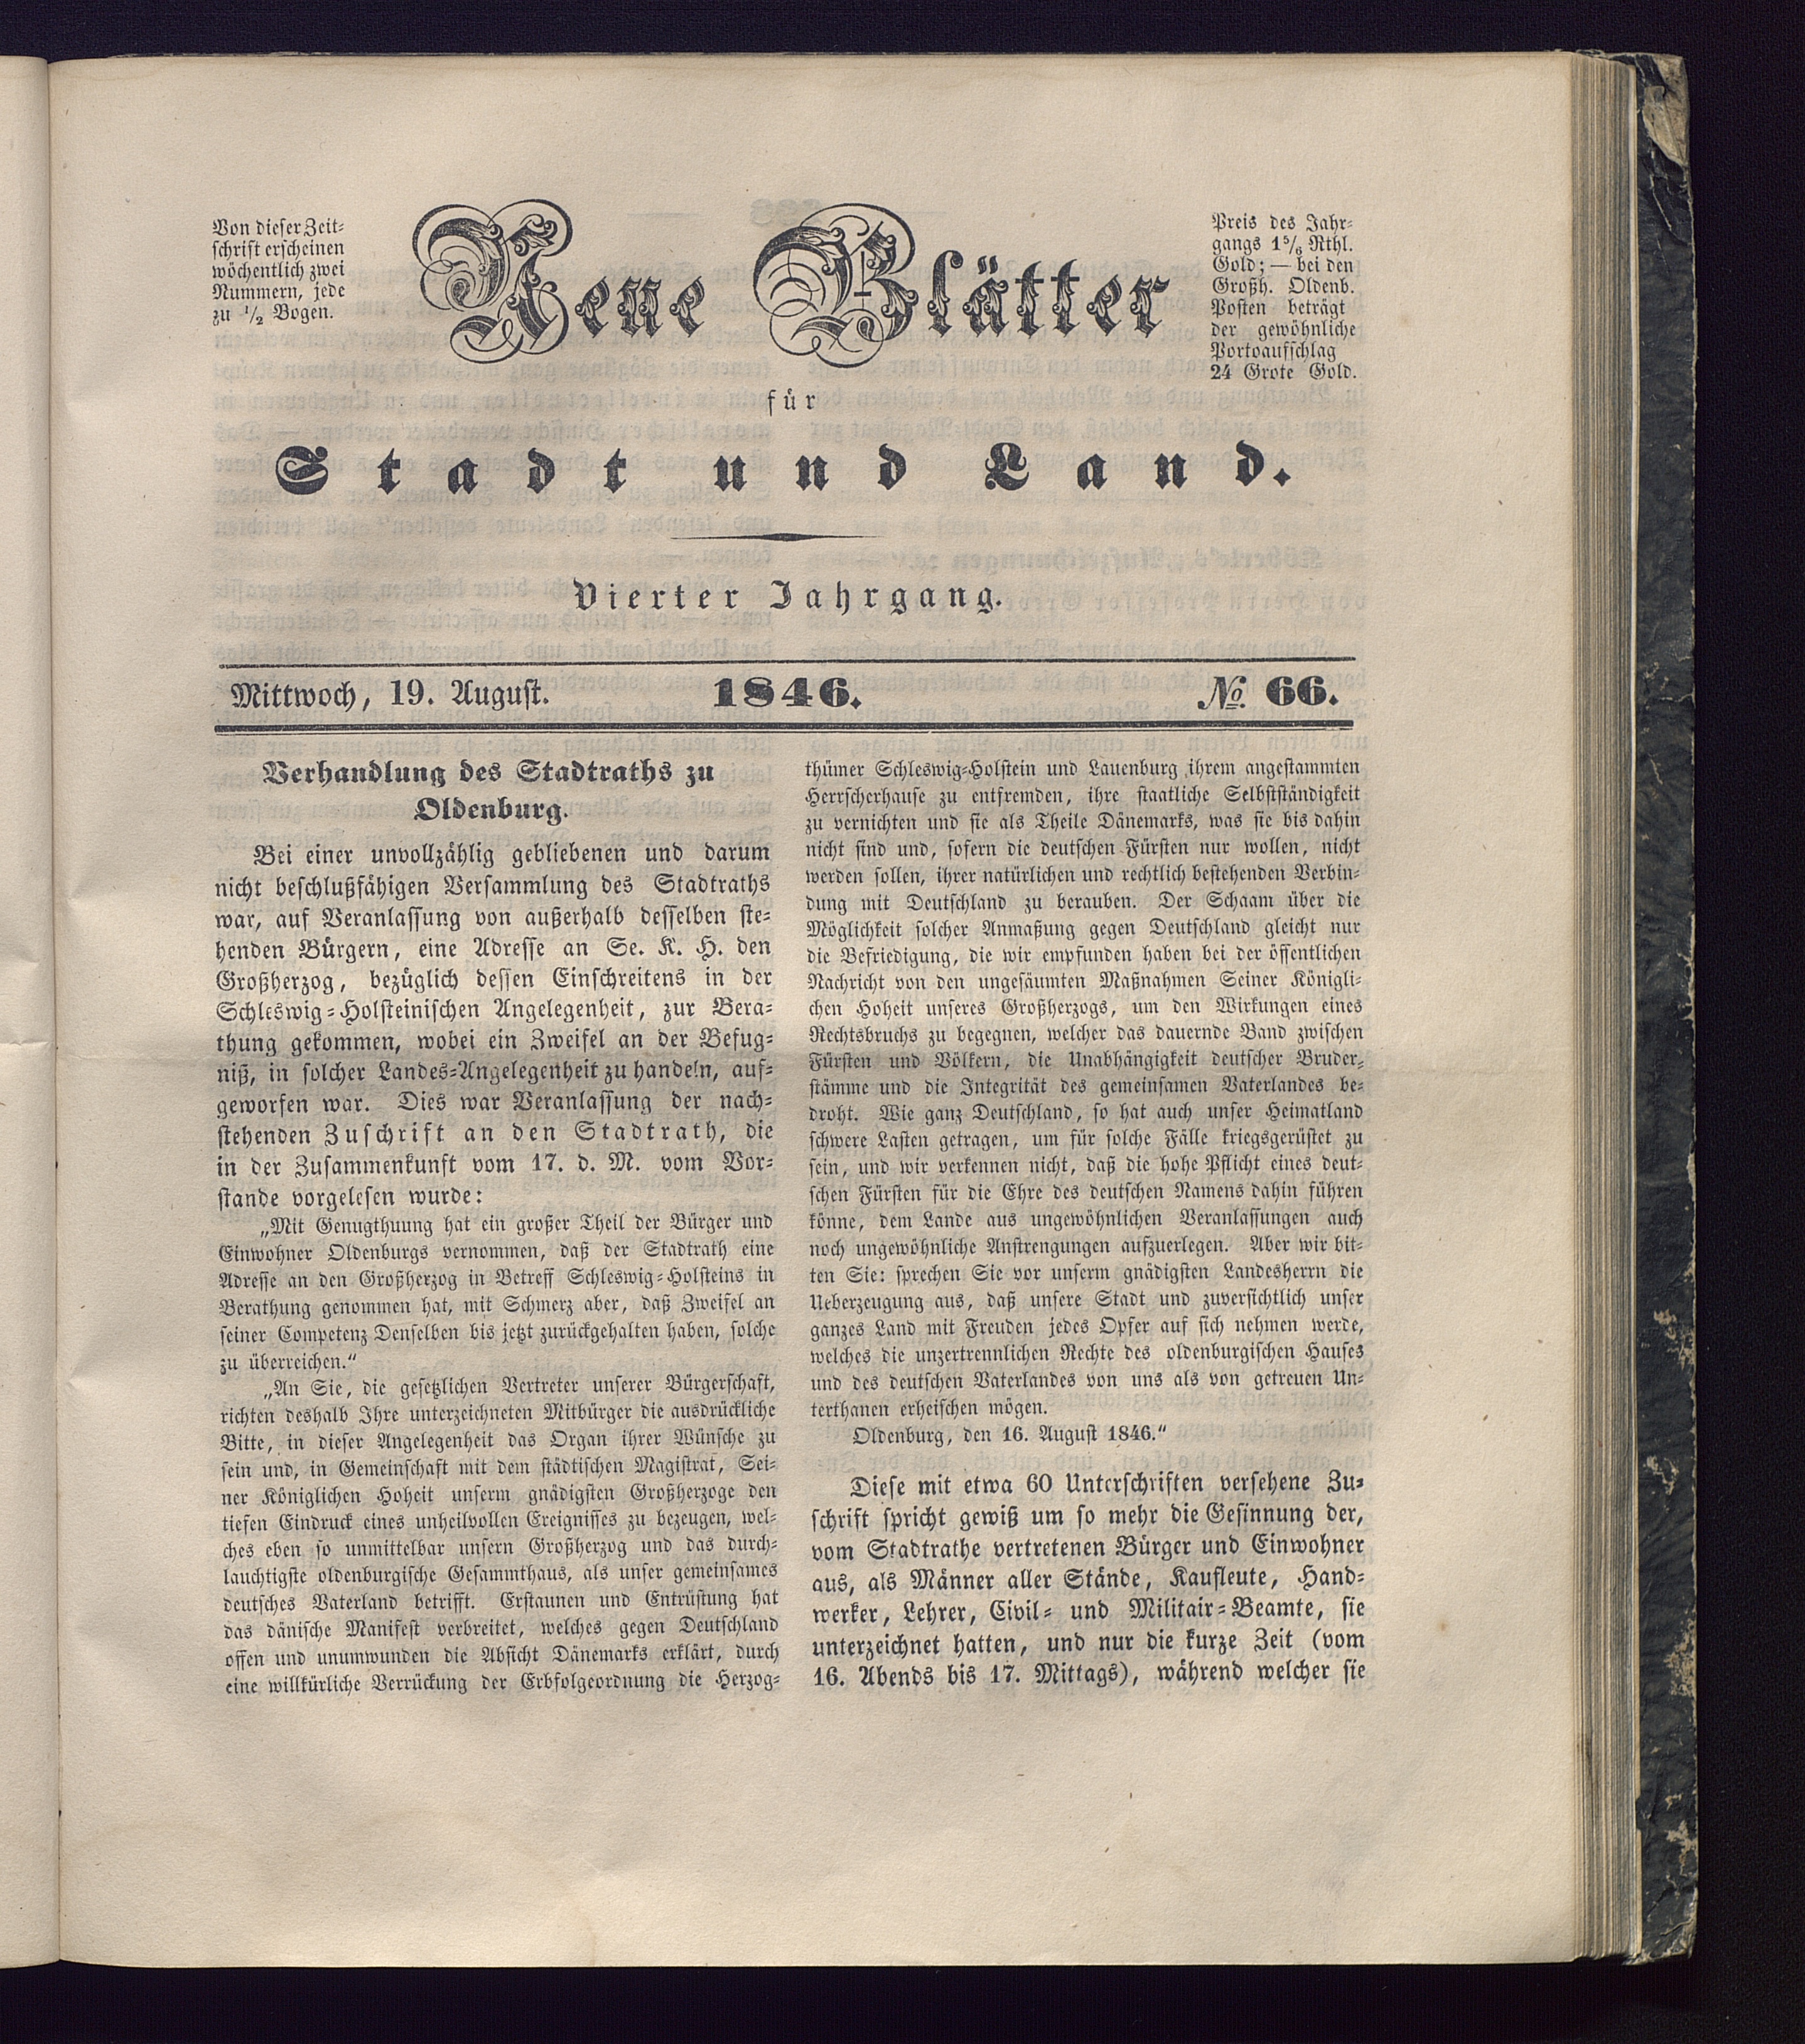 Von dieser Zeit-
schrift erscheinen
wöchentlich zwei
Nummern, jede
zu ½ Bogen.
Neue Blätter
für
Stadt und Land.
Preis des Jahr-
gangs 1⅚ Rthl.
Gold; — bei den
Großh. Oldenb.
Posten beträgt
der gewöhnliche
Portoaufschlag
24 Grote Gold.
Vierter Jahrgang.
Mittwoch, 19. August. 1846. No. 66.
Verhandlung des Stadtraths zu
Oldenburg.
Bei einer unvollzählig gebliebenen und darum
nicht beschlußfähigen Versammlung des Stadtraths
war, auf Veranlassung von außerhalb desselben ste-
henden Bürgern, eine Adresse an Se. K. H. den
Großherzog, bezüglich dessen Einschreitens in der
Schleswig-Holsteinischen Angelegenheit, zur Bera-
thung gekommen, wobei ein Zweifel an der Befug-
niß, in solcher Landes-Angelegenheit zu handeln, auf-
geworfen war. Dies war Veranlassung der nach-
stehenden Zuschrift an den Stadtrath, die
in der Zusammenkunft vom 17. d. M. vom Vor-
stande vorgelesen wurde:
„Mit Genugthuung hat ein großer Theil der Bürger und
Einwohner Oldenburgs vernommen, daß der Stadtrath eine
Adresse an den Großherzog in Betreff Schleswig-Holsteins in
Berathung genommen hat, mit Schmerz aber, daß Zweifel an
seiner Competenz Denselben bis jetzt zurückgehalten haben, solche
zu überreichen.“
„An Sie, die gesetzlichen Vertreter unserer Bürgerschaft,
richten deshalb Ihre unterzeichneten Mitbürger die ausdrückliche
Bitte, in dieser Angelegenheit das Organ ihrer Wünsche zu
sein und, in Gemeinschaft mit dem städtischen Magistrat, Sei-
ner Königlichen Hoheit unserm gnädigsten Großherzoge den
tiefen Eindruck eines unheilvollen Ereignisses zu bezeugen, wel-
ches eben so unmittelbar unsern Großherzog und das durch-
lauchtigste oldenburgische Gesammthaus, als unser gemeinsames
deutsches Vaterland betrifft. Erstaunen und Entrüstung hat
das dänische Manifest verbreitet, welches gegen Deutschland
offen und unumwunden die Absicht Dänemarks erklärt, durch
eine willkürliche Verrückung der Erbfolgeordnung die Herzog-
thümer Schleswig-Holstein und Lauenburg ihrem angestammten
Herrscherhause zu entfremden, ihre staatliche Selbstständigkeit
zu vernichten und sie als Theile Dänemarks, was sie bis dahin
nicht sind und, sofern die deutschen Fürsten nur wollen, nicht
werden sollen, ihrer natürlichen und rechtlich bestehenden Verbin-
dung mit Deutschland zu berauben. Der Schaam über die
Möglichkeit solcher Anmaßung gegen Deutschland gleicht nur
die Befriedigung, die wir empfunden haben bei der öffentlichen
Nachricht von den ungesäumten Maßnahmen Seiner Königli-
chen Hoheit unseres Großherzogs, um den Wirkungen eines
Rechtsbruchs zu begegnen, welcher das dauernde Band zwischen
Fürsten und Völkern, die Unabhängigkeit deutscher Bruder-
stämme und die Integrität des gemeinsamen Vaterlandes be-
droht. Wie ganz Deutschland, so hat auch unser Heimatland
schwere Lasten getragen, um für solche Fälle kriegsgerüstet zu
sein, und wir verkennen nicht, daß die hohe Pflicht eines deut-
schen Fürsten für die Ehre des deutschen Namens dahin führen
könne, dem Lande aus ungewöhnlichen Veranlassungen auch
noch ungewöhnliche Anstrengungen aufzuerlegen. Aber wir bit-
ten Sie: sprechen Sie vor unserm gnädigsten Landesherrn die
Ueberzeugung aus, daß unsere Stadt und zuversichtlich unser
ganzes Land mit Freuden jedes Opfer auf sich nehmen werde,
welches die unzertrennlichen Rechte des oldenburgischen Hauses
und des deutschen Vaterlandes von uns als von getreuen Un-
terthanen erheischen mögen.
Oldenburg, den 16. August 1846.“
Diese mit etwa 60 Unterschriften versehene Zu-
schrift spricht gewiß um so mehr die Gesinnung der,
vom Stadtrathe vertretenen Bürger und Einwohner
aus, als Männer aller Stände, Kaufleute, Hand-
werker, Lehrer, Civil- und Militair-Beamte, sie
unterzeichnet hatten, und nur die kurze Zeit (vom
16. Abends bis 17. Mittags), während welcher sie